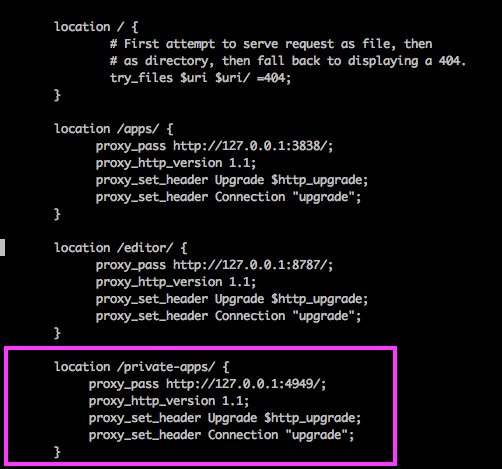 location / {
# First attempt to serve request as file, then
# as directory, then fall back to displaying a 404.
try_files $uri $uri/ =404;
}
location /apps/ {
proxy_pass http://127.0.0.1:3838/;
proxy_http_version 1.1;
proxy_set_header Upgrade $http_upgrade;
proxy_set_header Connection "upgrade";
}
location /editor/ {
proxy_pass http://127.0.0.1:8787/;
proxy_http_version 1.1;
proxy_set_header Upgrade $http_upgrade;
proxy_set_header Connection "upgrade";
}
location /private-apps/ {
proxy_pass http://127.0.0.1:4949/;
proxy_http_version 1.1;
proxy_set_header Upgrade $http_upgrade;
proxy_set_header Connection "upgrade";
}